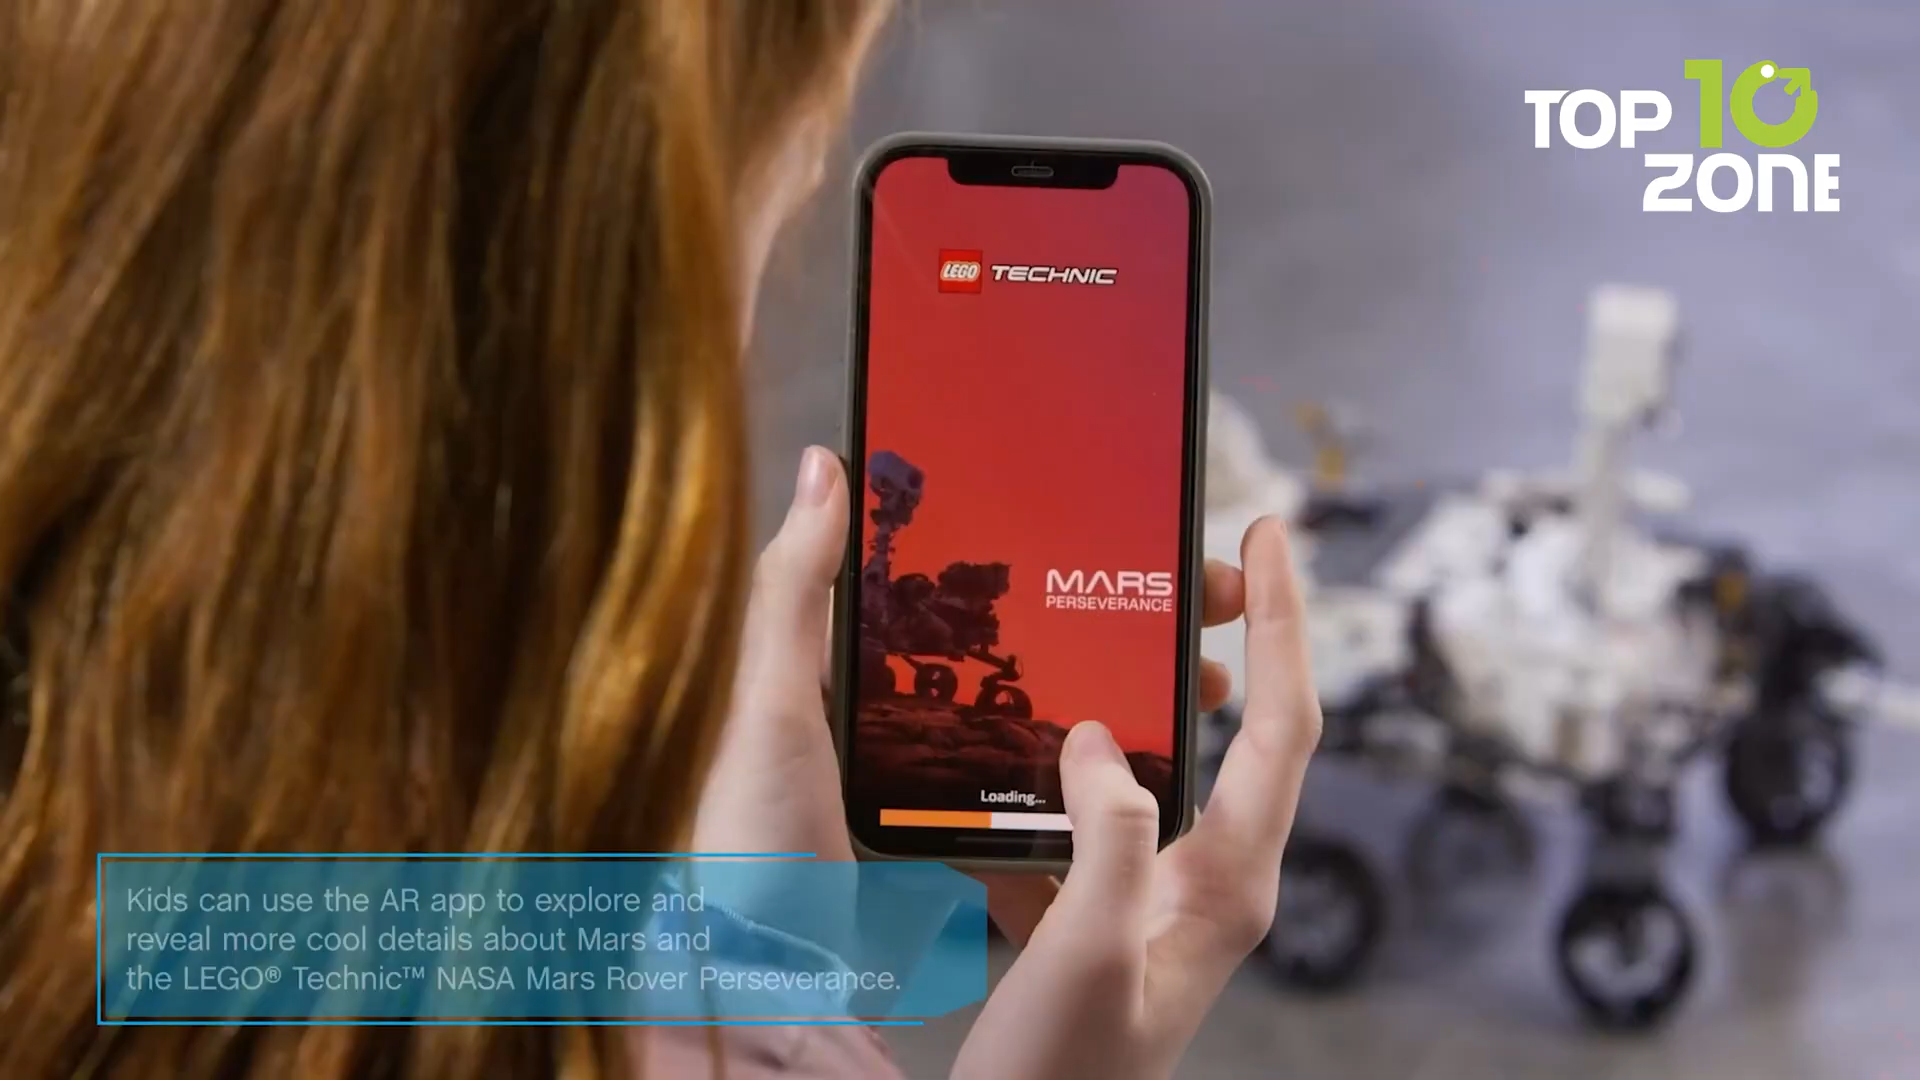 TOP 10
ZONE
LEGO TECHNIC
MARS
PERSEVERANCE
Loading...
Kids can use the AR app to explore and
reveal more cool details about Mars and
the LEGO® Technic™ NASA Mars Rover Perseverance.